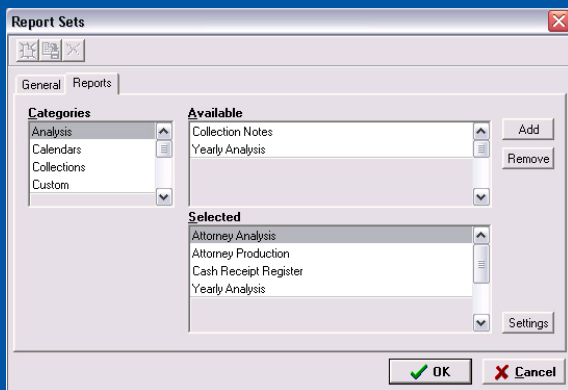 Report Sets
General Reports
Categories
Analysis
Calendars
Collections
Custom
Available
Collection Notes
Yearly Analysis
Add
Remove
Selected
Attorney Analysis
Attorney Production
Cash Receipt Register
Yearly Analysis
Settings
OK
Cancel